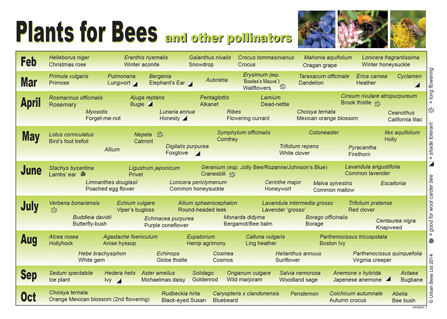 Plants for Bees and other pollinators
Feb
Helleborus niger Eranthis hyemalis Galanthus nivalis Crocus tommasinianus Mahonia aquifolium Lonicera fragrantissima
Christmas rose Winter aconite Snowdrop Crocus Oragan grape Winter honeysuckle
Mar
Primula vulgaris Pulmonaria Bergenia Aubrietia Erysimum (esp. 'Bowles's Mauve') Taraxacum officinale Erica carnea Cyclamen
Primrose Lungwort Elephant's Ear Wallflowers Dandelion Heather
April
Rosmerinus officinalis Ajuga reptans Pentaglottis Lamium Cirsium rivulare atropurpureum
Rosemary Bugle Alkanet Dead-nettle Brook thistle
Myosotis Lunaria annua Ribes Choisya ternata Ceanothus
Forget-me-not Honesty Flowering currant Mexican orange blossom California lilac
May
Lotus corniculatus Nepeta Symphytum officinale Cotoneaster Ilex aquifolium
Bird's foot trefoil Catmint Comfrey Holly
Allium Digitalis purpurea Trifolium repens Pyracantha
Foxglove White clover Firethorn
June
Stachys byzantina Ligustrum japonicum Geranium (esp. Jolly Bee/Rozanne/Johnson's Blue) Lavandula angustifolia
Lambs' ear Privet Cranesbill Common lavender
Limnanthes douglasii Lonicera periclymenum Cerinthe major Malva sylvestris Escallonia
Poached egg flower Common honeysuckle Honeywort Common mallow
July
Verbena bonariensis Echium vulgare Allium sphaerocephalum Lavandula intermedia grosso Trifolium pratense
Viper's bugloss Round-headed leek Lavender 'grosso' Red clover
Buddleia davidii Echinacea purpurea Monarda didyma Borago officinalis Centaurea nigra
Butterfly-bush Purple coneflower Bergamot/Bee balm Borage Knapweed
Aug
Alcea rosea Agastache foeniculum Eupatorium Calluna vulgaris Parthenocissus tricuspidata
Hollyhock Anise hyssop Hemp agrimony Ling heather Boston Ivy
Hebe brachysiphon Echinops Cosmea Helianthus annuus Parthenocissus quinquefolia
White gem Globe thistle Cosmos Sunflower Virginia creeper
Sep
Sedum spectabile Hedera helix Aster amellus Solidago Origanum vulgare Salvia nemorosa Anemone x hybrida Actaea
Ice plant Ivy Michaelmas daisy Goldenrod Wild marjoram Woodland sage Japanese anemone Bugbane
Oct
Choisya ternata Rudbeckia hirta Caryopteris x clandonensis Penstemon Colchicum autumnale Abelia
Orange Mexican blossom (2nd flowering) Black-eyed Susan Bluebeard Autumn crocus Bee bush
= long flowering
= shade tolerant
= good for wool carder bee
© Urban Bees Ltd 2014